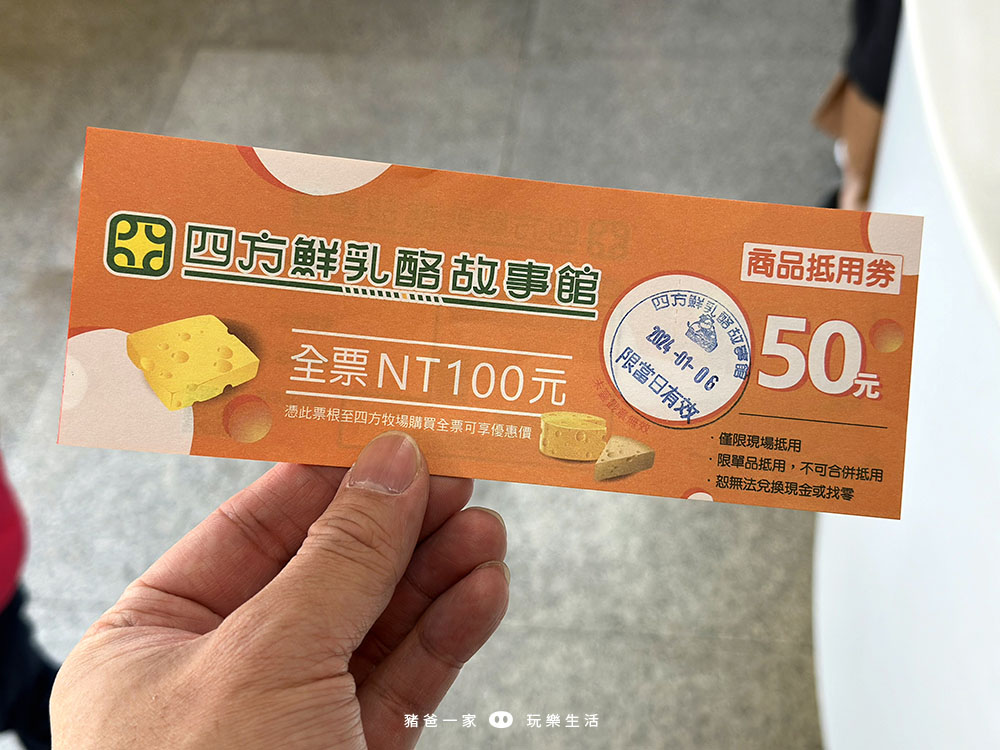 四方鮮乳酪故事館
全票NT100元
憑此票根至四方牧場購買全票可享優惠價
四方鮮乳酪故事館
2024-01-06
限當日有效
商品抵用券
50元
·僅限現場抵用
·限單品抵用，不可合併抵用
·恕無法兌換現金或找零
豬爸一家 玩樂生活